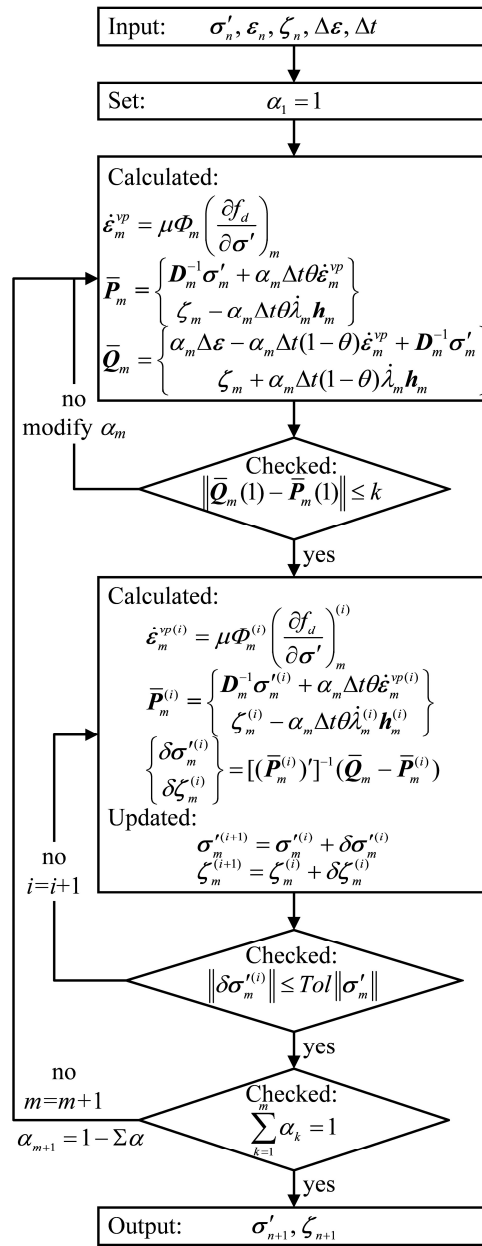 Input: σ′ₙ, εₙ, ζₙ, Δε, Δt
Set: α₁ = 1
Calculated:
ε̇ₘᵛᵖ = μΦₘ (∂f_d / ∂σ′)ₘ
P̄ₘ = { Dₘ⁻¹σ′ₘ + αₘΔtθε̇ₘᵛᵖ
ζₘ − αₘΔtθλ̇ₘhₘ }
Q̄ₘ = { αₘΔε − αₘΔt(1−θ)ε̇ₘᵛᵖ + Dₘ⁻¹σ′ₘ
ζₘ + αₘΔt(1−θ)λ̇ₘhₘ }
no
modify αₘ
Checked:
‖Q̄ₘ(1) − P̄ₘ(1)‖ ≤ k
yes
Calculated:
ε̇ₘᵛᵖ⁽ⁱ⁾ = μΦₘ⁽ⁱ⁾ (∂f_d / ∂σ′)ₘ⁽ⁱ⁾
P̄ₘ⁽ⁱ⁾ = { Dₘ⁻¹σ′ₘ⁽ⁱ⁾ + αₘΔtθε̇ₘᵛᵖ⁽ⁱ⁾
ζₘ⁽ⁱ⁾ − αₘΔtθλ̇ₘ⁽ⁱ⁾hₘ⁽ⁱ⁾ }
{ δσ′ₘ⁽ⁱ⁾
δζₘ⁽ⁱ⁾ } = [(P̄ₘ⁽ⁱ⁾)′]⁻¹(Q̄ₘ − P̄ₘ⁽ⁱ⁾)
Updated:
σ′ₘ⁽ⁱ⁺¹⁾ = σ′ₘ⁽ⁱ⁾ + δσ′ₘ⁽ⁱ⁾
ζₘ⁽ⁱ⁺¹⁾ = ζₘ⁽ⁱ⁾ + δζₘ⁽ⁱ⁾
no
i=i+1
Checked:
‖δσ′ₘ⁽ⁱ⁾‖ ≤ Tol‖σ′ₘ‖
yes
no
m=m+1
αₘ₊₁ = 1 − Σα
Checked:
∑ₖ₌₁ᵐ αₖ = 1
yes
Output: σ′ₙ₊₁, ζₙ₊₁